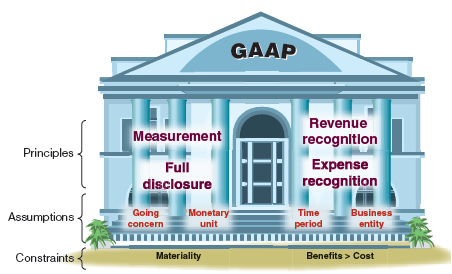 GAAP
Principles
Measurement
Full
disclosure
Revenue
recognition
Expense
recognition
Assumptions
Going
concern
Monetary
unit
Time
period
Business
entity
Constraints
Materiality
Benefits > Cost